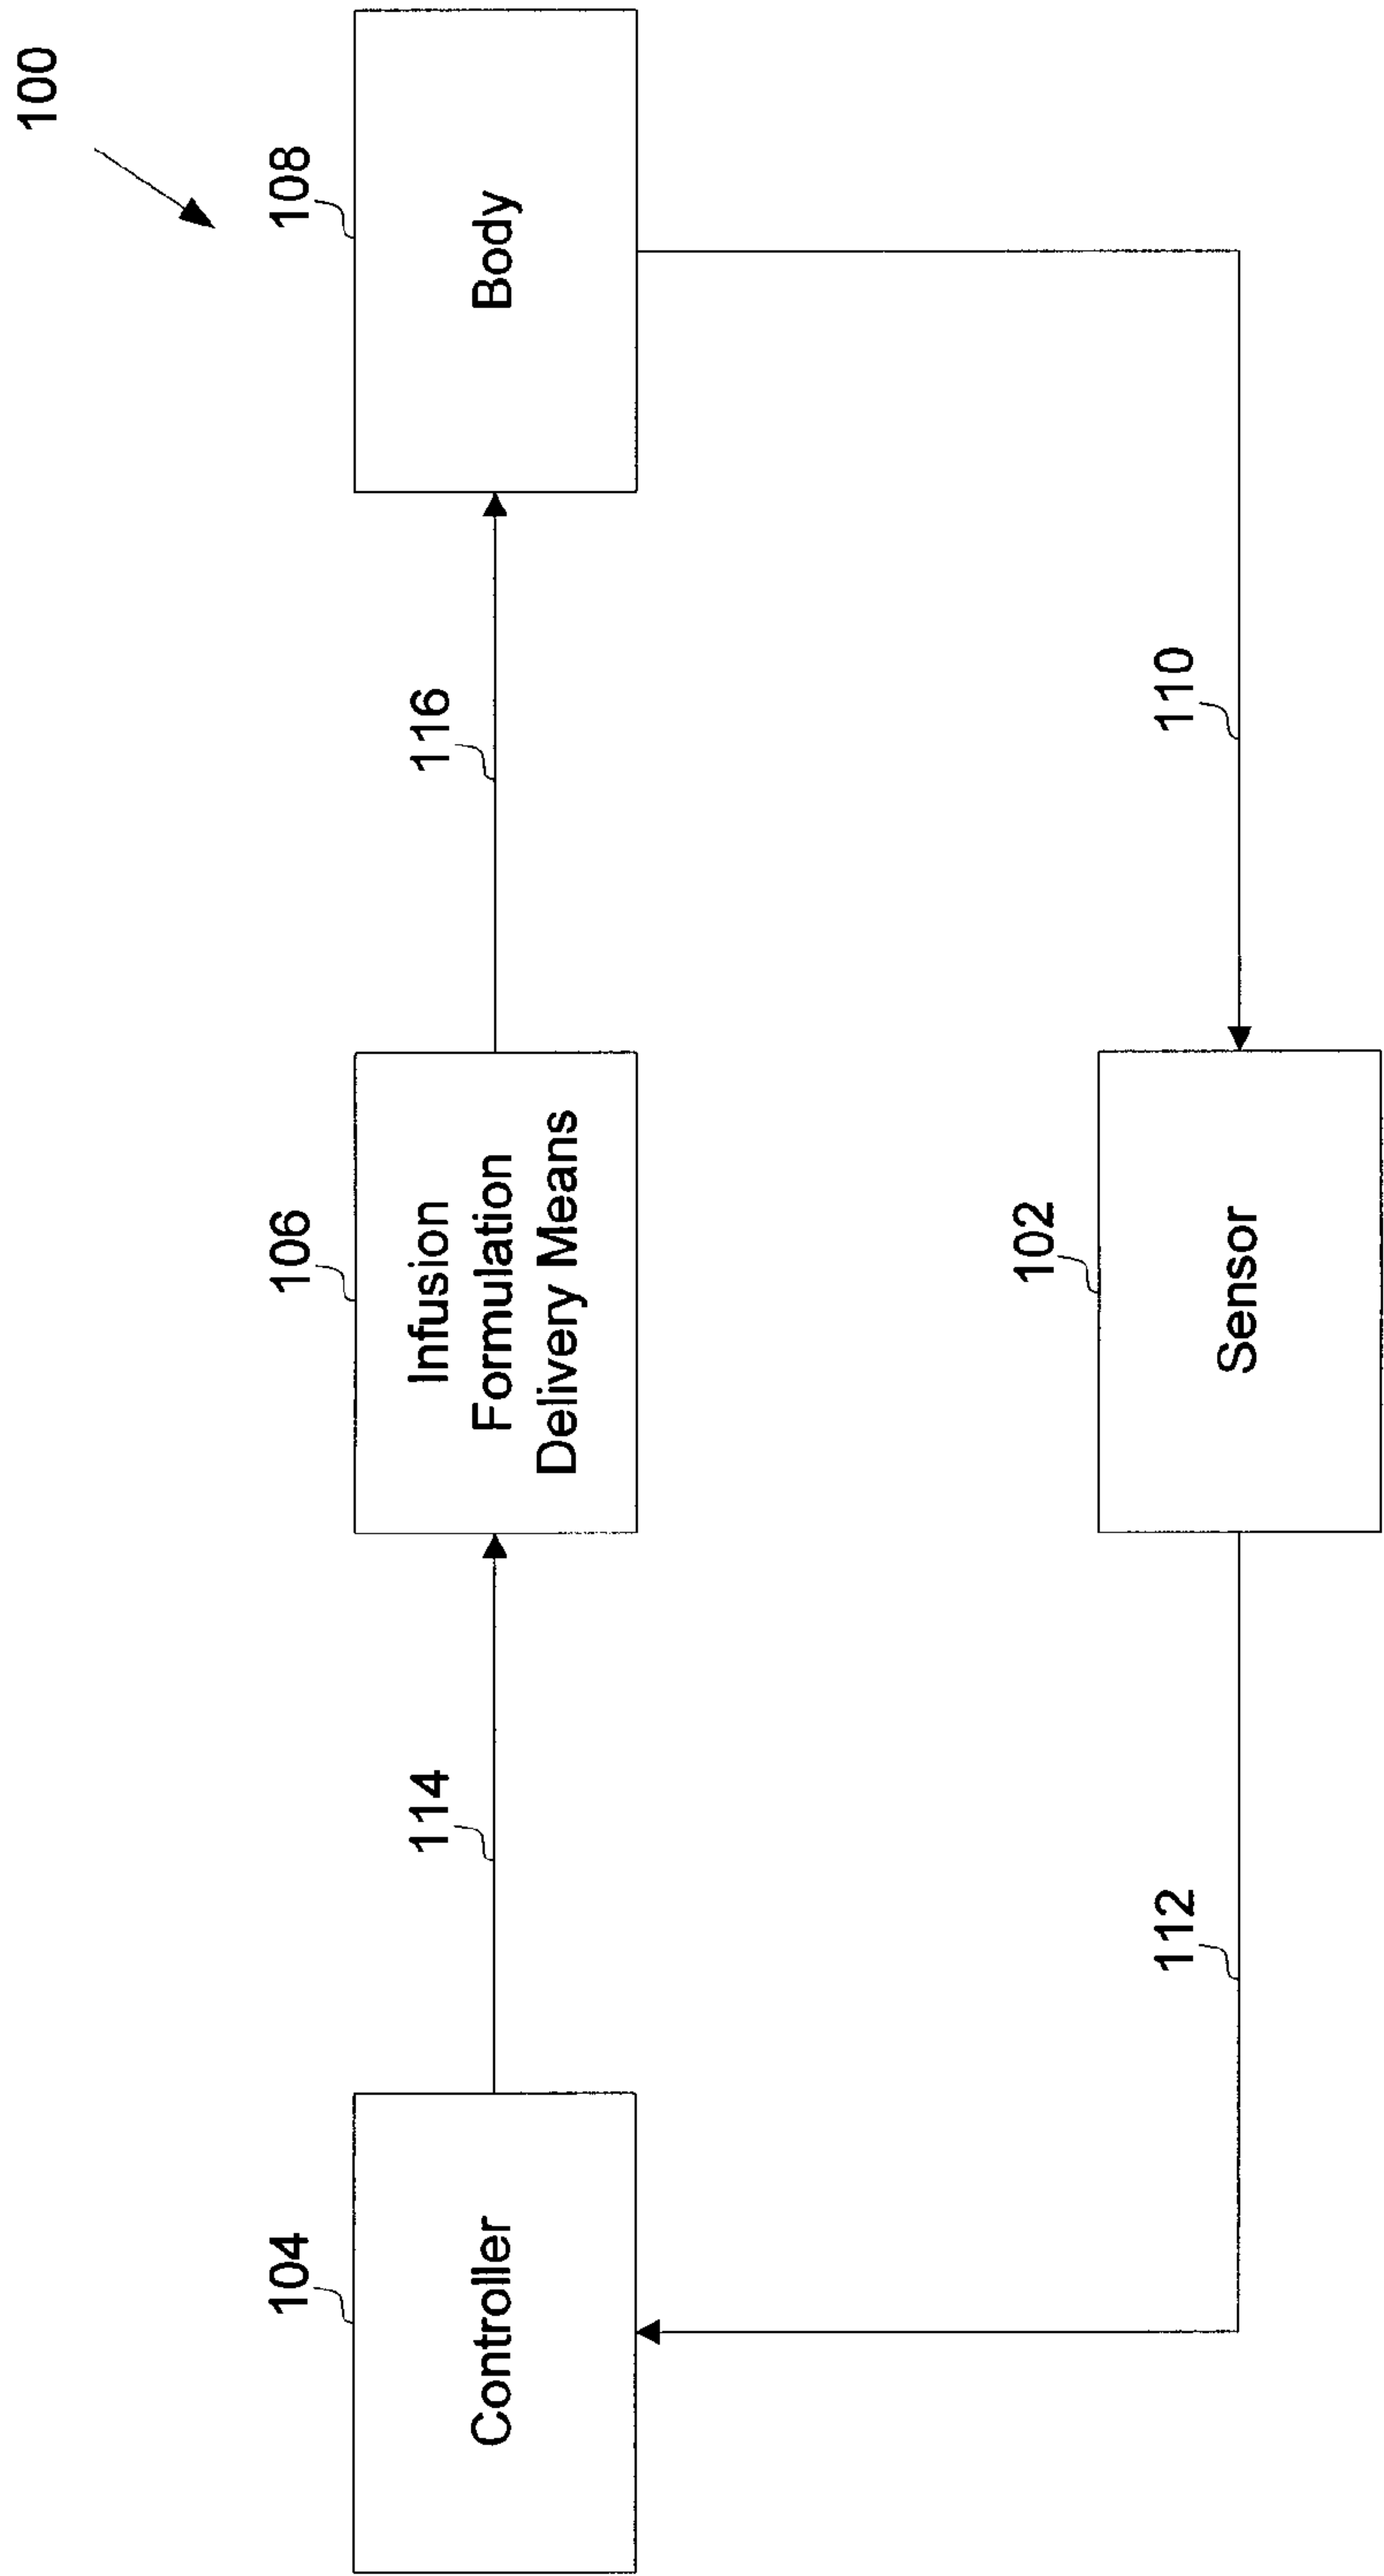 100
104
Controller
114
106
Infusion
Formulation
Delivery Means
116
108
Body
112
102
Sensor
110